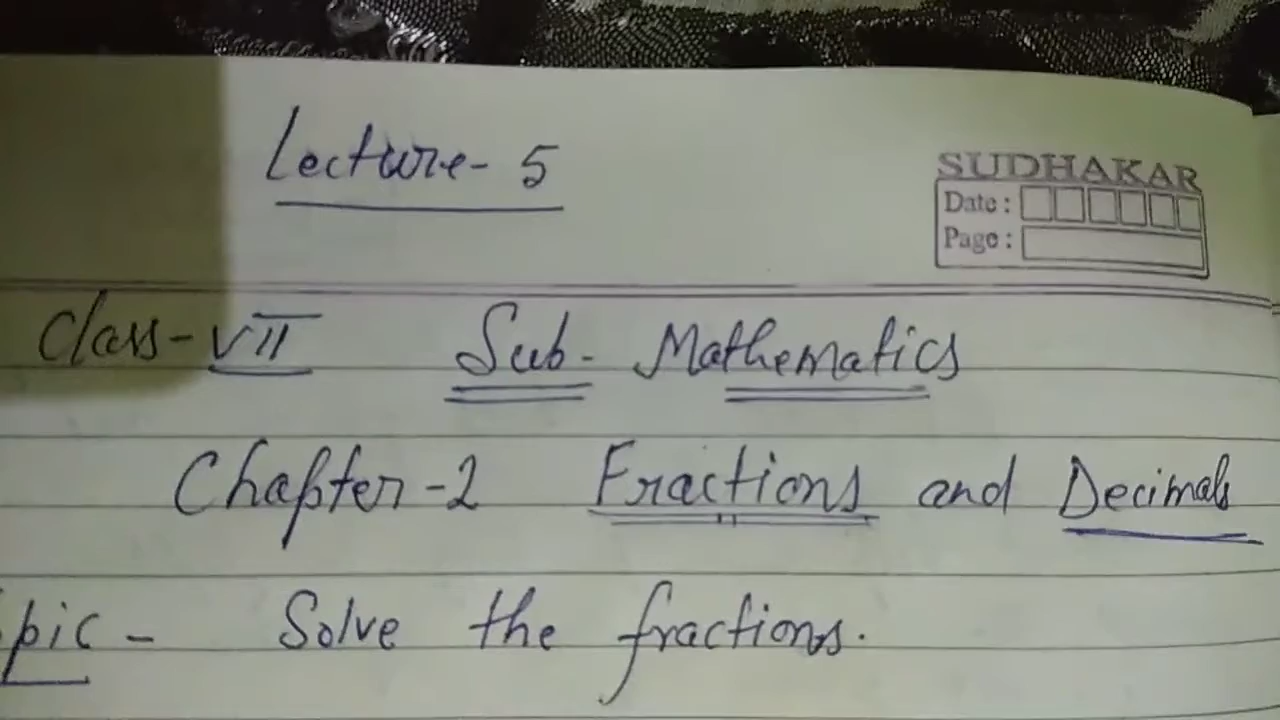 Lecture- 5
SUDHAKAR
Date :
Page :
Class-VII Sub- Mathematics
Chapter-2 Fractions and Decimals
pic - Solve the fractions.